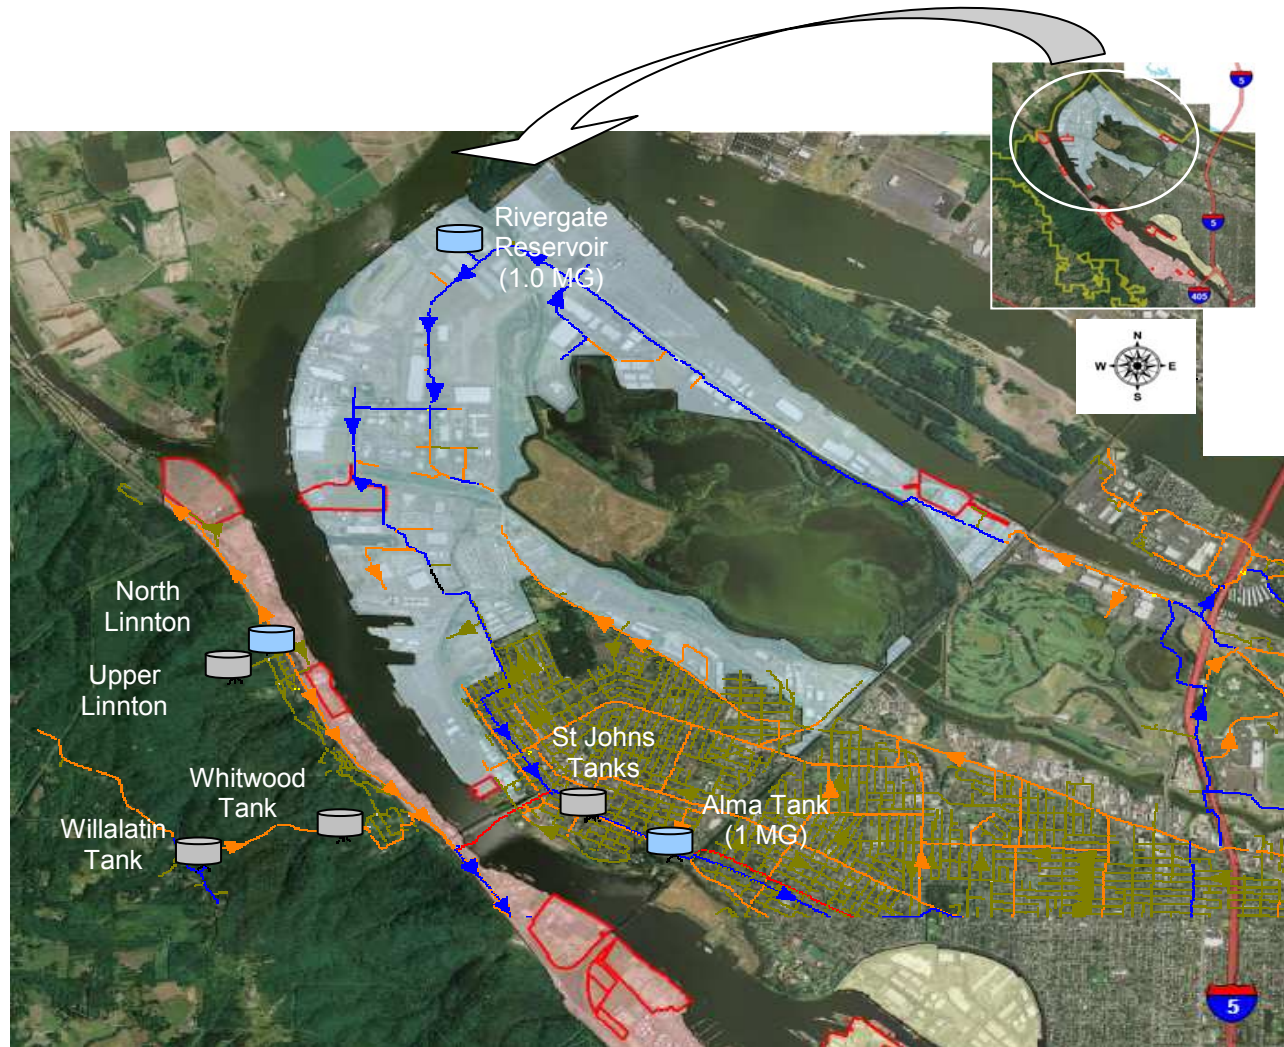 5
5
405
N
W
E
S
Rivergate
Reservoir
(1.0 MG)
North
Linnton
Upper
Linnton
Whitwood
Tank
Willalatin
Tank
St Johns
Tanks
Alma Tank
(1 MG)
5